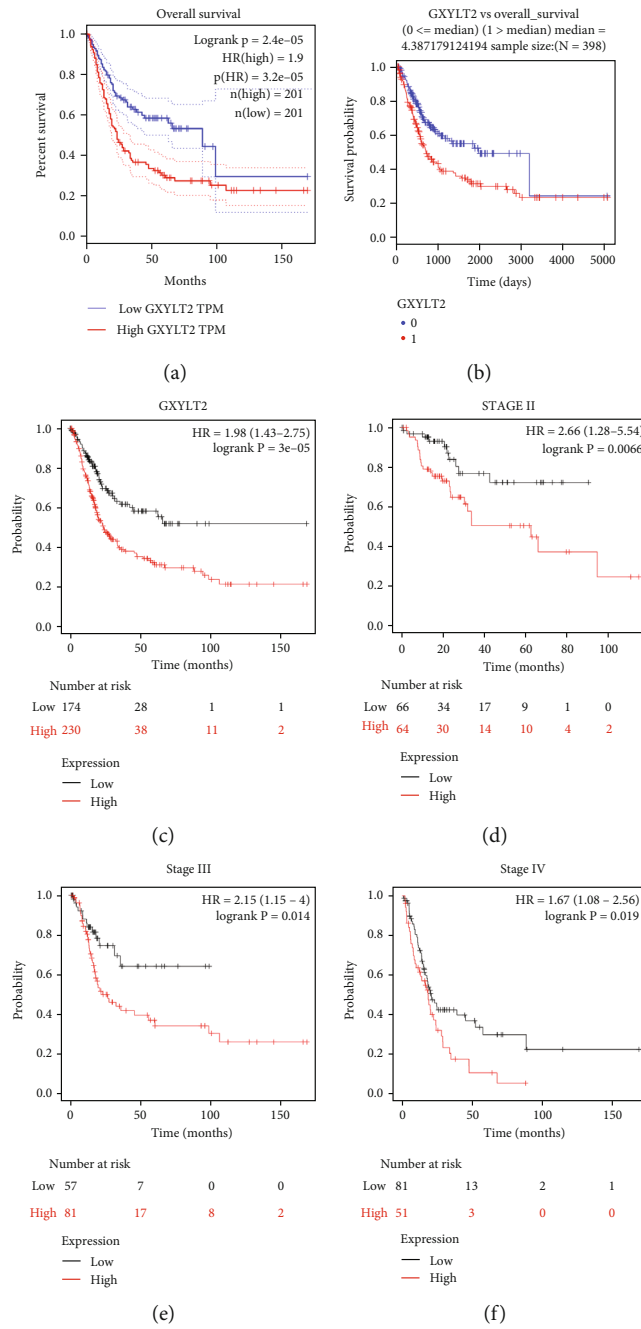 Overall survival
Logrank p = 2.4e−05
HR(high) = 1.9
p(HR) = 3.2e−05
n(high) = 201
n(low) = 201
Percent survival
1.0
0.8
0.6
0.4
0.2
0.0
0 50 100 150
Months
Low GXYLT2 TPM
High GXYLT2 TPM
(a)
GXYLT2 vs overall_survival
(0 <= median) (1 > median) median =
4.387179124194 sample size:(N = 398)
Survival probability
1.0
0.8
0.6
0.4
0.2
0.0
0 1000 2000 3000 4000 5000
Time (days)
GXYLT2
0
1
(b)
GXYLT2
HR = 1.98 (1.43–2.75)
logrank P = 3e−05
Probability
1.0
0.8
0.6
0.4
0.2
0.0
0 50 100 150
Time (months)
Number at risk
Low 174 28 1 1
High 230 38 11 2
Expression
Low
High
(c)
STAGE II
HR = 2.66 (1.28–5.54)
logrank P = 0.0066
Probability
1.0
0.8
0.6
0.4
0.2
0.0
0 20 40 60 80 100
Time (months)
Number at risk
Low 66 34 17 9 1 0
High 64 30 14 10 4 2
Expression
Low
High
(d)
Stage III
HR = 2.15 (1.15 – 4)
logrank P = 0.014
Probability
1.0
0.8
0.6
0.4
0.2
0.0
0 50 100 150
Time (months)
Number at risk
Low 57 7 0 0
High 81 17 8 2
Expression
Low
High
(e)
Stage IV
HR = 1.67 (1.08 – 2.56)
logrank P = 0.019
Probability
1.0
0.8
0.6
0.4
0.2
0.0
0 50 100 150
Time (months)
Number at risk
Low 81 13 2 1
High 51 3 0 0
Expression
Low
High
(f)